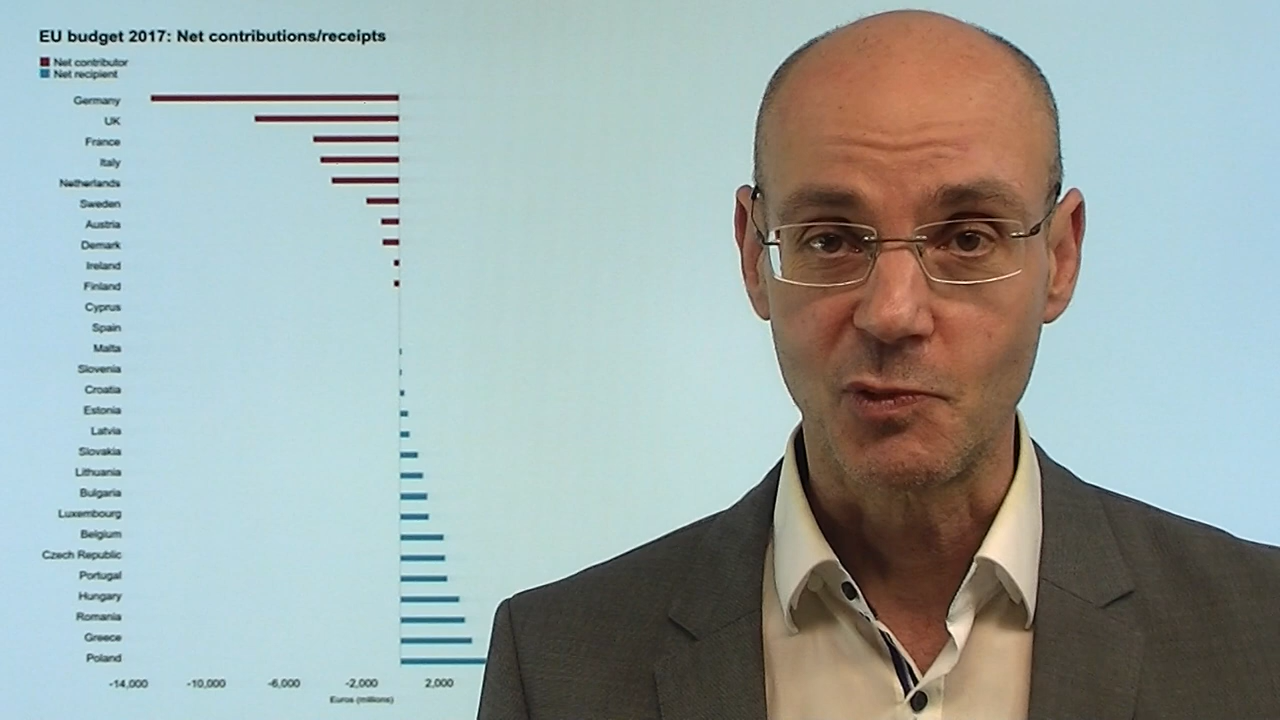 EU budget 2017: Net contributions/receipts
Net contributor
Net recipient
Germany
UK
France
Italy
Netherlands
Sweden
Austria
Demark
Ireland
Finland
Cyprus
Spain
Malta
Slovenia
Croatia
Estonia
Latvia
Slovakia
Lithuania
Bulgaria
Luxembourg
Belgium
Czech Republic
Portugal
Hungary
Romania
Greece
Poland
-14,000 -10,000 -6,000 -2,000 2,000
Euros (millions)